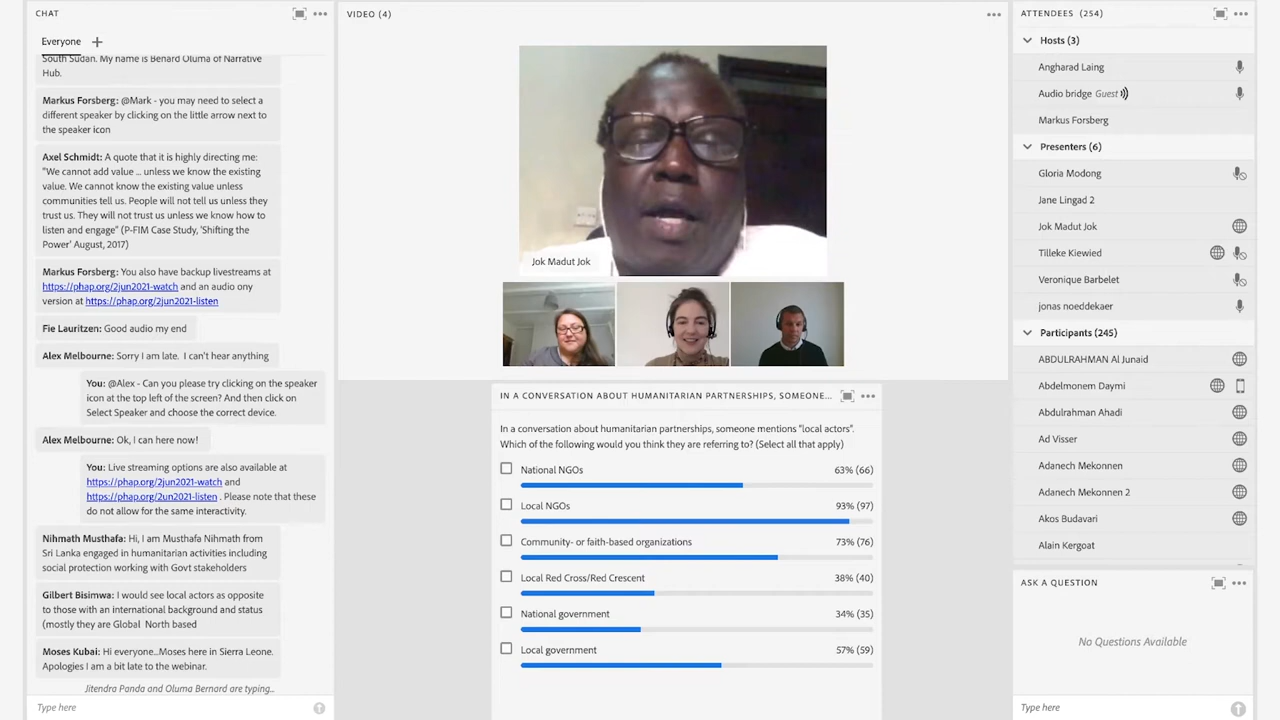 CHAT
Everyone
South Sudan. My name is Benard Oluma of Narrative
Hub.
Markus Forsberg: @Mark - you may need to select a
different speaker by clicking on the little arrow next to
the speaker icon
Axel Schmidt: A quote that it is highly directing me:
"We cannot add value ... unless we know the existing
value. We cannot know the existing value unless
communities tell us. People will not tell us unless they
trust us. They will not trust us unless we know how to
listen and engage" (P-FIM Case Study, 'Shifting the
Power' August, 2017)
Markus Forsberg: You also have backup livestreams at
https://phap.org/2jun2021-watch and an audio ony
version at https://phap.org/2jun2021-listen
Fie Lauritzen: Good audio my end
Alex Melbourne: Sorry I am late. I can't hear anything
You: @Alex - Can you please try clicking on the speaker
icon at the top left of the screen? And then click on
Select Speaker and choose the correct device.
Alex Melbourne: Ok, I can here now!
You: Live streaming options are also available at
https://phap.org/2jun2021-watch and
https://phap.org/2un2021-listen . Please note that these
do not allow for the same interactivity.
Nihmath Musthafa: Hi, I am Musthafa Nihmath from
Sri Lanka engaged in humanitarian activities including
social protection working with Govt stakeholders
Gilbert Bisimwa: I would see local actors as opposite
to those with an international background and status
(mostly they are Global North based
Moses Kubai: Hi everyone...Moses here in Sierra Leone.
Apologies I am a bit late to the webinar.
Jitendra Panda and Oluma Bernard are typing...
Type here
VIDEO (4)
Jok Madut Jok
IN A CONVERSATION ABOUT HUMANITARIAN PARTNERSHIPS, SOMEONE...
In a conversation about humanitarian partnerships, someone mentions "local actors".
Which of the following would you think they are referring to? (Select all that apply)
National NGOs 63% (66)
Local NGOs 93% (97)
Community- or faith-based organizations 73% (76)
Local Red Cross/Red Crescent 38% (40)
National government 34% (35)
Local government 57% (59)
ATTENDEES (254)
Hosts (3)
Angharad Laing
Audio bridge Guest
Markus Forsberg
Presenters (6)
Gloria Modong
Jane Lingad 2
Jok Madut Jok
Tilleke Kiewied
Veronique Barbelet
jonas noeddekaer
Participants (245)
ABDULRAHMAN Al Junaid
Abdelmonem Daymi
Abdulrahman Ahadi
Ad Visser
Adanech Mekonnen
Adanech Mekonnen 2
Akos Budavari
Alain Kergoat
ASK A QUESTION
No Questions Available
Type here